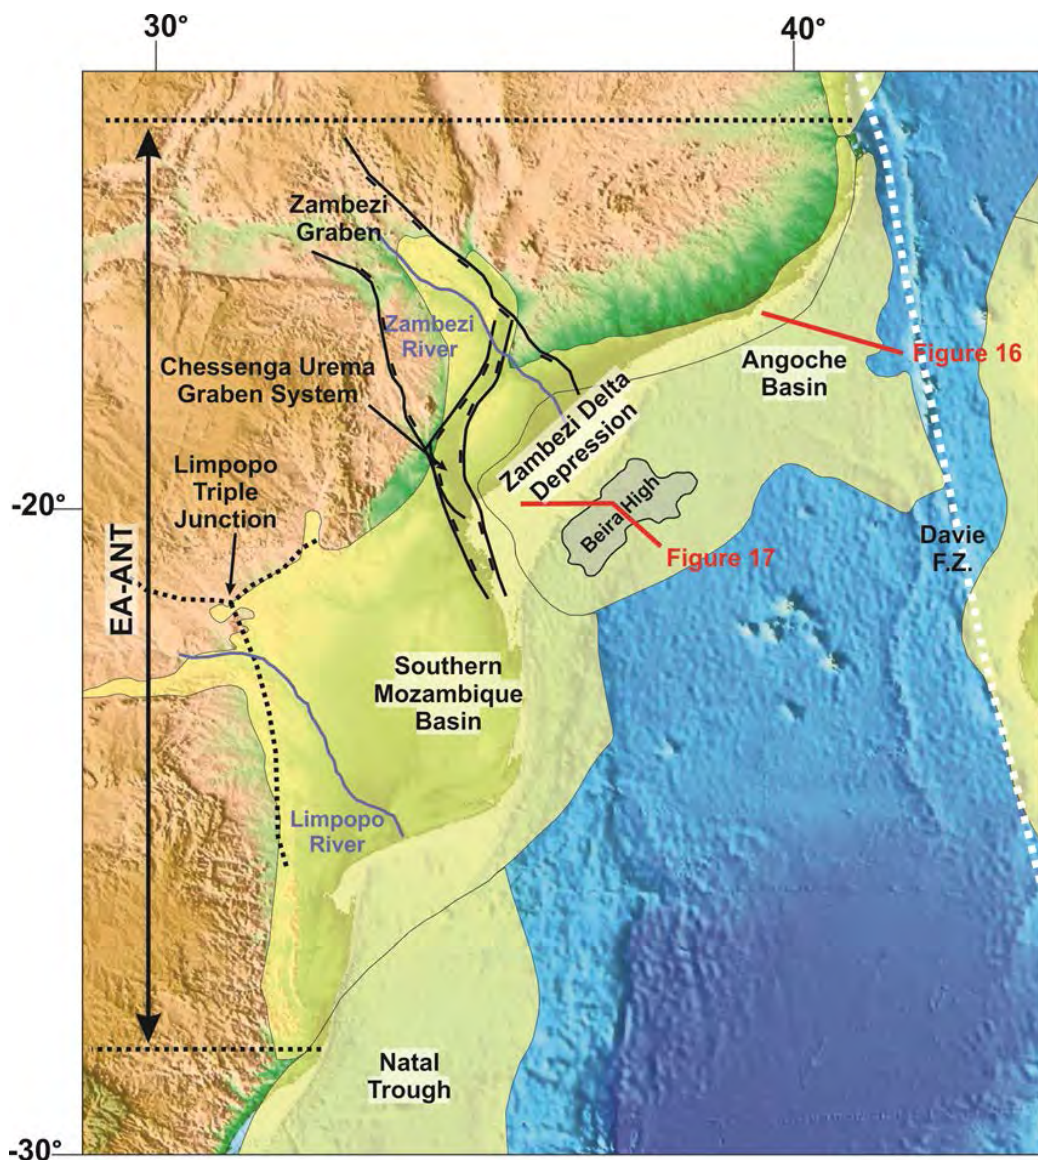 30°
40°
Zambezi
Graben
Zambezi
River
Chessenga Urema
Graben System
Limpopo
Triple
Junction
-20°
EA-ANT
Zambezi Delta
Depression
Beira High
Angoche
Basin
Figure 16
Figure 17
Davie
F.Z.
Southern
Mozambique
Basin
Limpopo
River
Natal
Trough
-30°